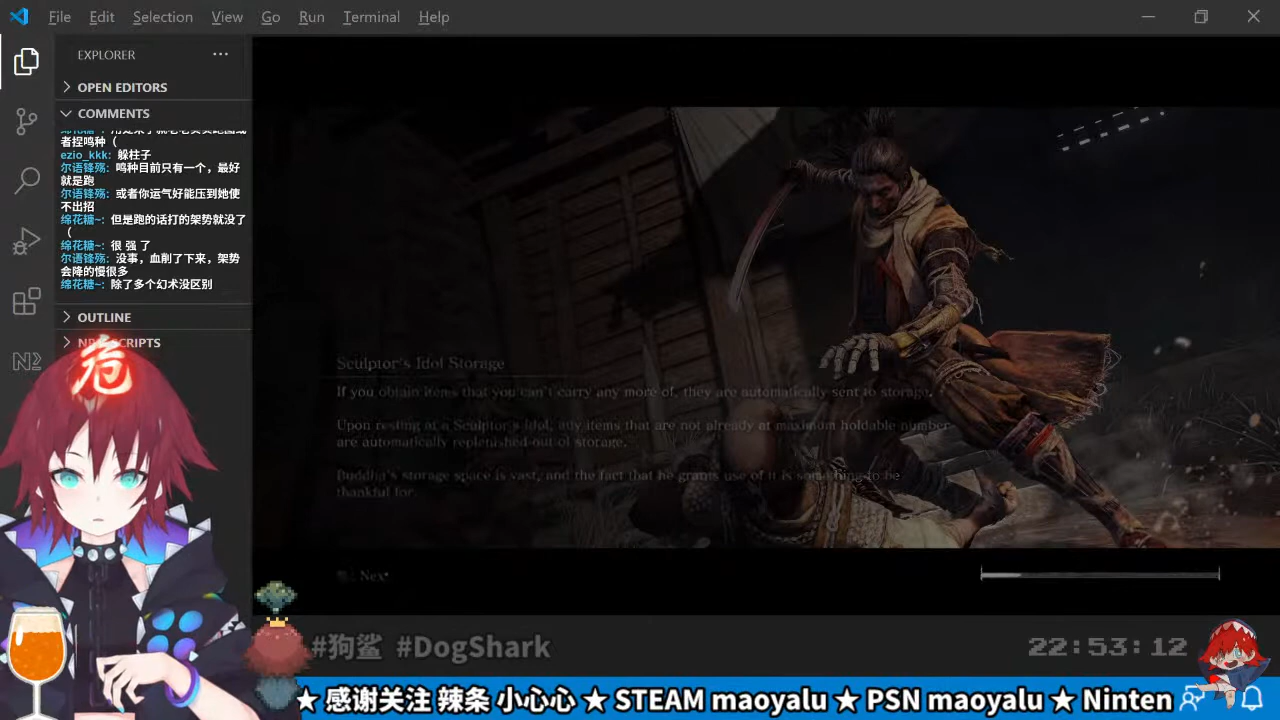 File Edit Selection View Go Run Terminal Help
EXPLORER
OPEN EDITORS
COMMENTS
者捏鸣种（
ezio_kkk: 躲柱子
尔语锋殇: 鸣种目前只有一个，最好
就是跑
尔语锋殇: 或者你运气好能压到她使
不出招
绵花糖~: 但是跑的话打的架势就没了
（
绵花糖~: 很 强 了
尔语锋殇: 没事，血削了下来，架势
会降的慢很多
绵花糖~: 除了多个幻术没区别
OUTLINE
SCRIPTS
危
Sculptor's Idol Storage
If you obtain items that you can't carry any more of, they are automatically sent to storage.
Upon resting at a Sculptor's Idol, any items that are not already at maximum holdable number
are automatically replenished out of storage.
Buddha's storage space is vast, and the fact that he grants use of it is something to be
thankful for.
: Next
#狗鲨 #DogShark
22:53:12
★ 感谢关注 辣条 小心心 ★ STEAM maoyalu ★ PSN maoyalu ★ Ninten